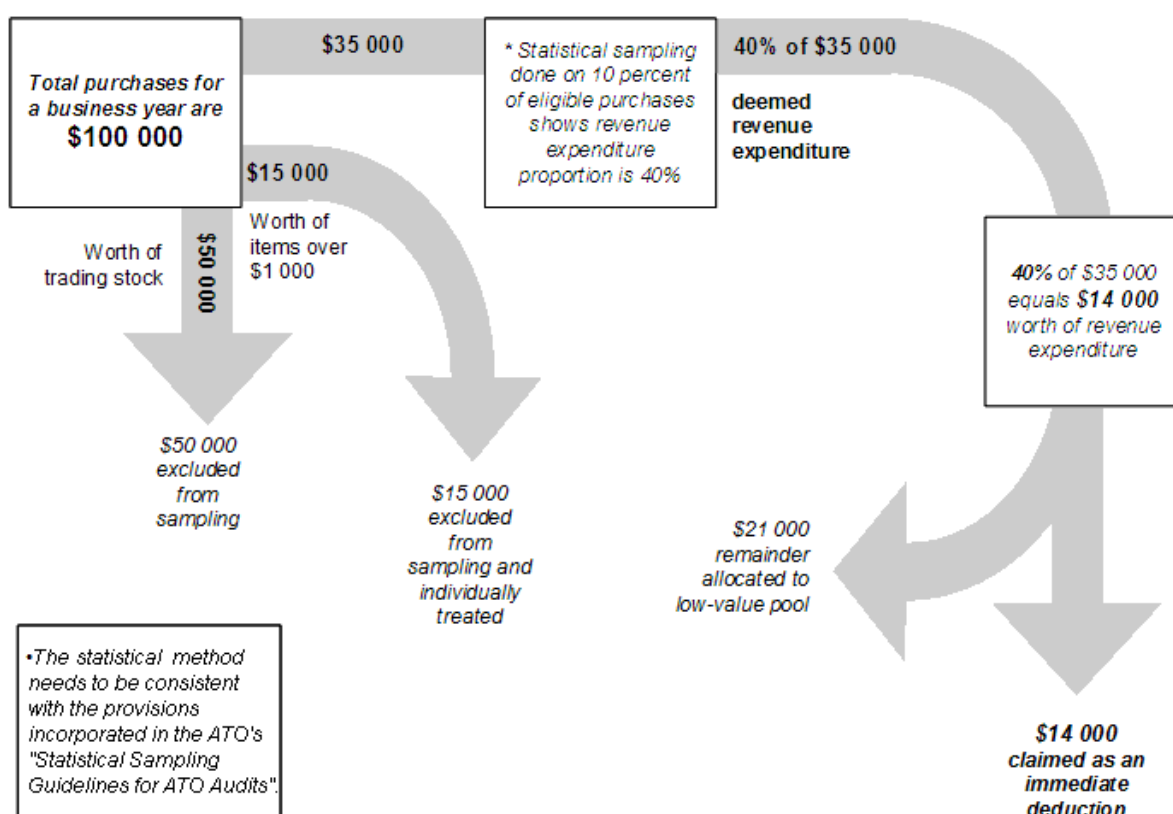 Total purchases for
a business year are
$100 000
$35 000
* Statistical sampling
done on 10 percent
of eligible purchases
shows revenue
expenditure
proportion is 40%
40% of $35 000
deemed
revenue
expenditure
$15 000
Worth of
items over
$1 000
Worth of
trading stock
$50 000
40% of $35 000
equals $14 000
worth of revenue
expenditure
$50 000
excluded
from
sampling
$15 000
excluded
from
sampling and
individually
treated
$21 000
remainder
allocated to
low-value pool
•The statistical method
needs to be consistent
with the provisions
incorporated in the ATO's
"Statistical Sampling
Guidelines for ATO Audits".
$14 000
claimed as an
immediate
deduction